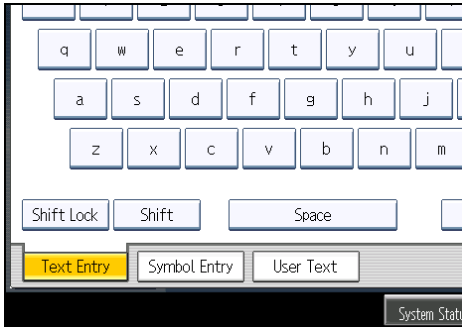 q w e r t y u
a s d f g h j
z x c v b n m
Shift Lock Shift Space
Text Entry Symbol Entry User Text
System Statu